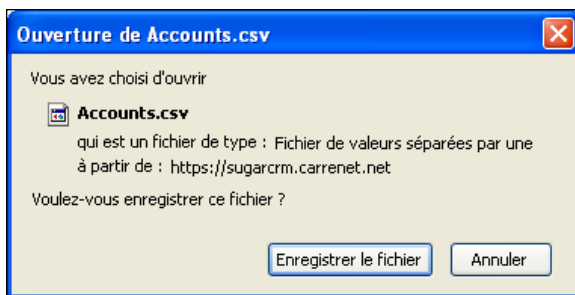 Ouverture de Accounts.csv
Vous avez choisi d'ouvrir
Accounts.csv
qui est un fichier de type : Fichier de valeurs séparées par une
à partir de : https://sugarcrm.carrenet.net
Voulez-vous enregistrer ce fichier ?
Enregistrer le fichier Annuler